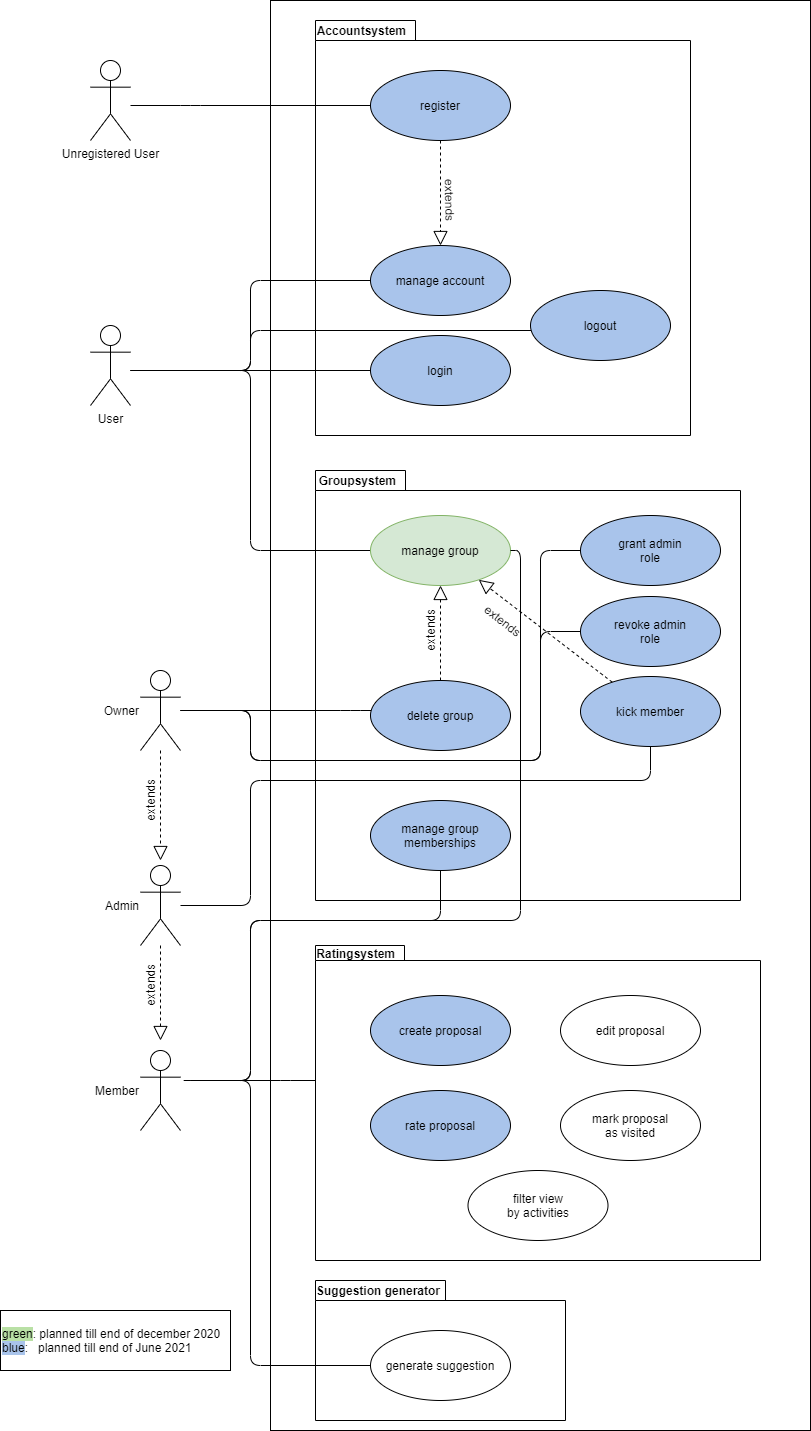 Accountsystem
register
Unregistered User
extends
manage account
logout
login
User
Groupsystem
manage group
grant admin
role
extends
extends
revoke admin
role
Owner
delete group
kick member
extends
manage group
memberships
Admin
Ratingsystem
extends
create proposal
edit proposal
Member
rate proposal
mark proposal
as visited
filter view
by activities
Suggestion generator
green: planned till end of december 2020
blue: planned till end of June 2021
generate suggestion